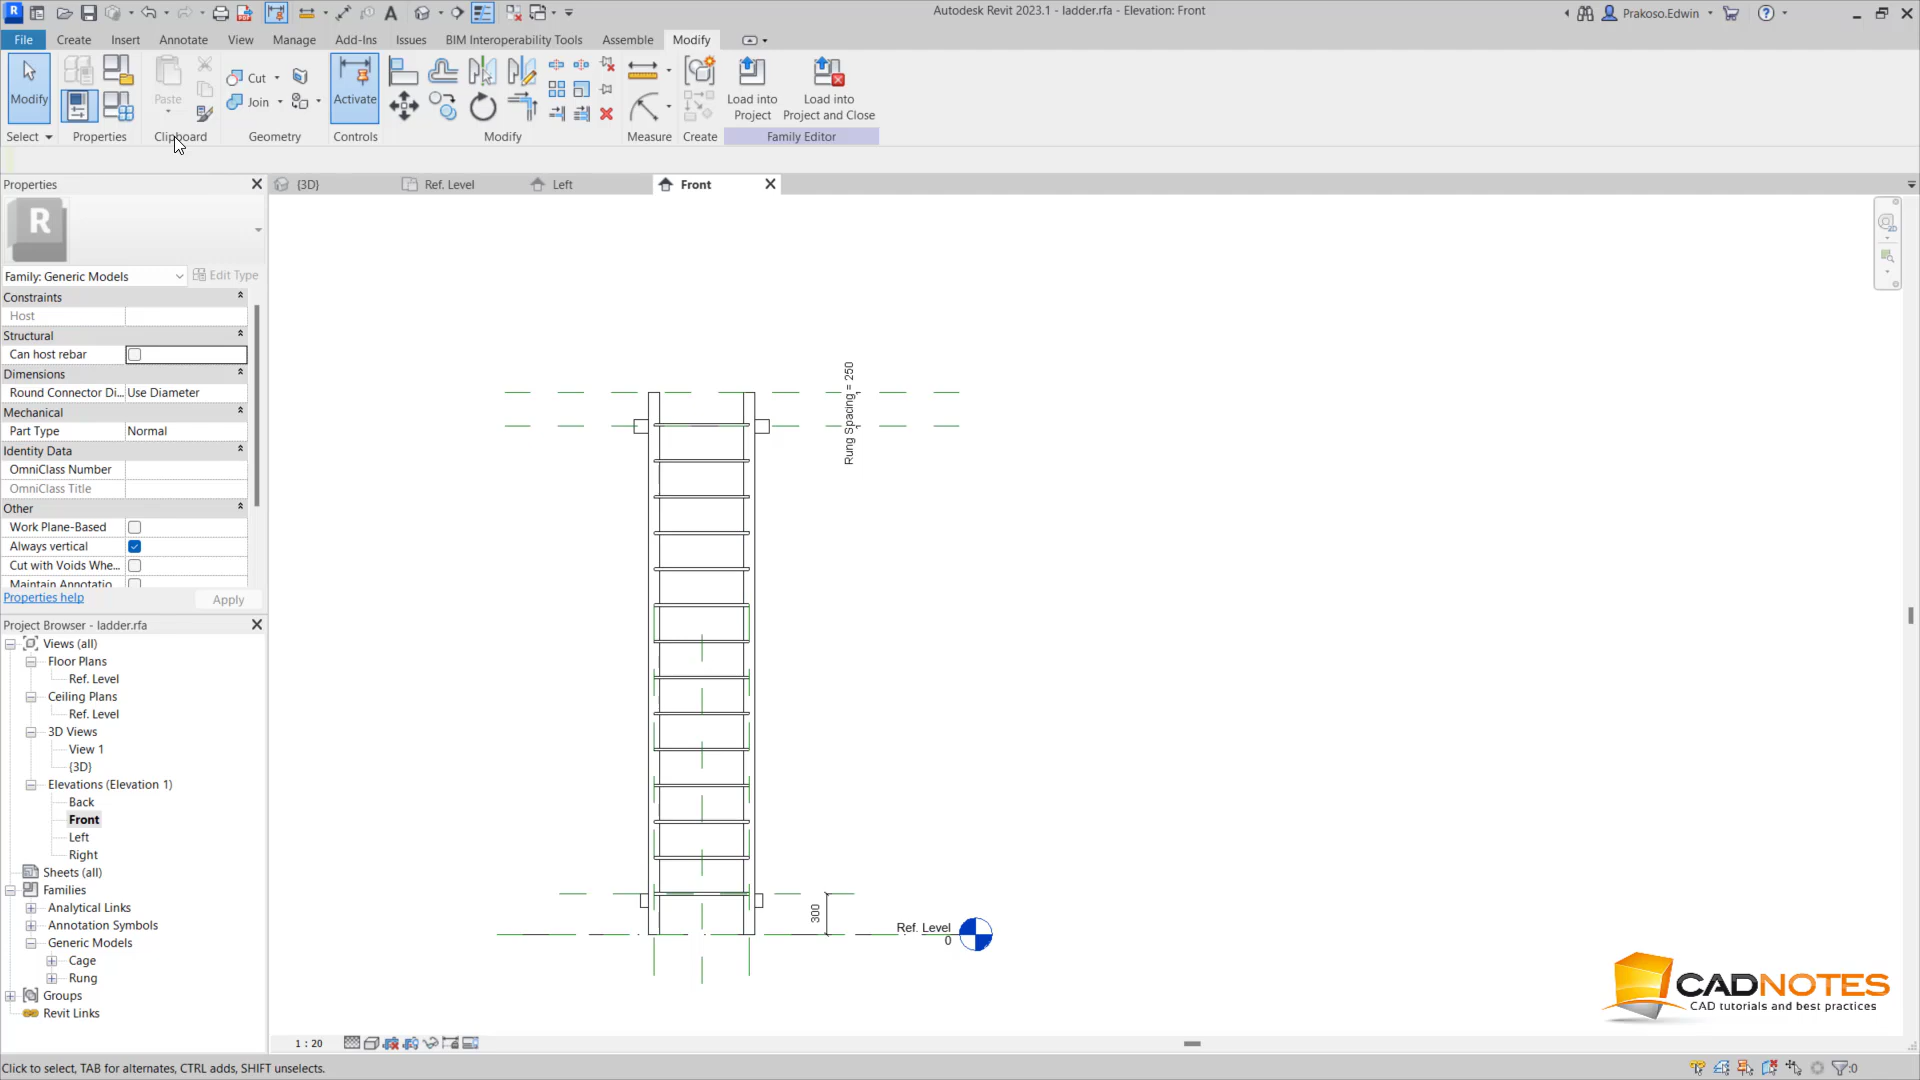 Autodesk Revit 2023.1 - ladder.rfa - Elevation: Front
Prakoso.Edwin
File
Create
Insert
Annotate
View
Manage
Add-Ins
Issues
BIM Interoperability Tools
Assemble
Modify
Modify
Paste
Cut
Join
Activate
Load into
Project
Load into
Project and Close
Select
Properties
Clipboard
Geometry
Controls
Modify
Measure
Create
Family Editor
Properties
{3D}
Ref. Level
Left
Front
R
Family: Generic Models
Edit Type
Constraints
Host
Structural
Can host rebar
Dimensions
Round Connector Di... Use Diameter
Mechanical
Part Type Normal
Identity Data
OmniClass Number
OmniClass Title
Other
Work Plane-Based
Always vertical
Cut with Voids Whe...
Maintain Annotatio
Properties help
Apply
Project Browser - ladder.rfa
Views (all)
Floor Plans
Ref. Level
Ceiling Plans
Ref. Level
3D Views
View 1
{3D}
Elevations (Elevation 1)
Back
Front
Left
Right
Sheets (all)
Families
Analytical Links
Annotation Symbols
Generic Models
Cage
Rung
Groups
Revit Links
Rung Spacing = 250
300
Ref. Level
0
CADNOTES
CAD tutorials and best practices
1 : 20
Click to select, TAB for alternates, CTRL adds, SHIFT unselects.
:0